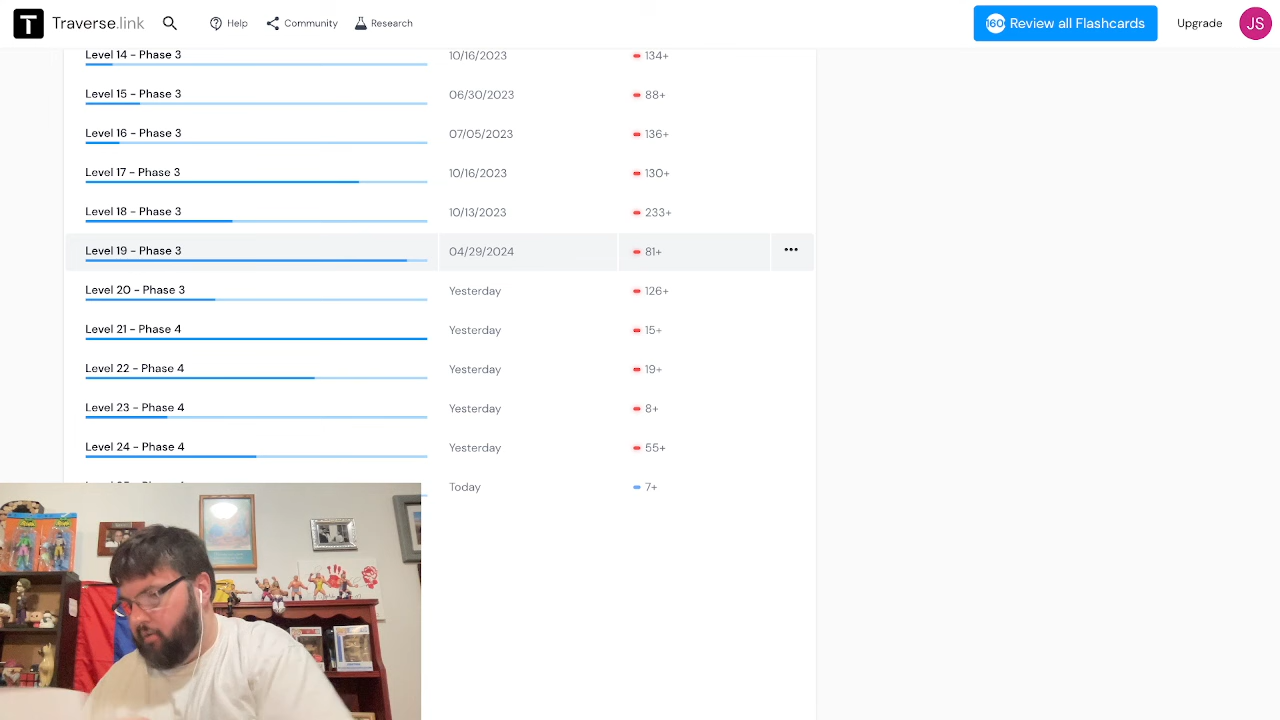 T Traverse.link Help Community Research 160 Review all Flashcards Upgrade JS
Level 14 - Phase 3 10/16/2023 134+
Level 15 - Phase 3 06/30/2023 88+
Level 16 - Phase 3 07/05/2023 136+
Level 17 - Phase 3 10/16/2023 130+
Level 18 - Phase 3 10/13/2023 233+
Level 19 - Phase 3 04/29/2024 81+
Level 20 - Phase 3 Yesterday 126+
Level 21 - Phase 4 Yesterday 15+
Level 22 - Phase 4 Yesterday 19+
Level 23 - Phase 4 Yesterday 8+
Level 24 - Phase 4 Yesterday 55+
Today 7+